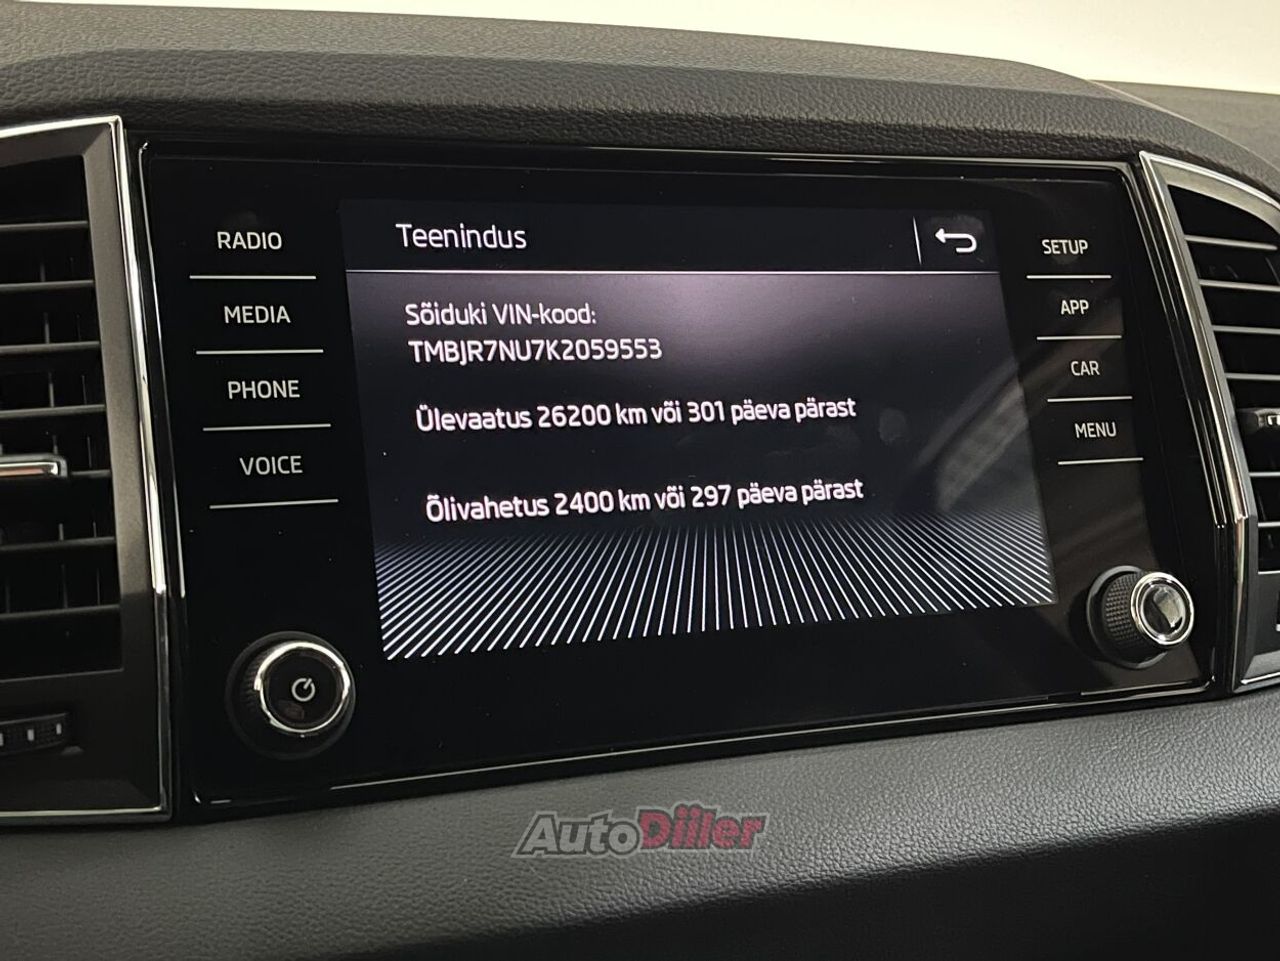 Teenindus
RADIO
MEDIA
PHONE
VOICE
Sõiduki VIN-kood:
TMBJR7NU7K2059553
Ülevaatus 26200 km või 301 päeva pärast
Õlivahetus 2400 km või 297 päeva pärast
SETUP
APP
CAR
MENU
AutoDiiler